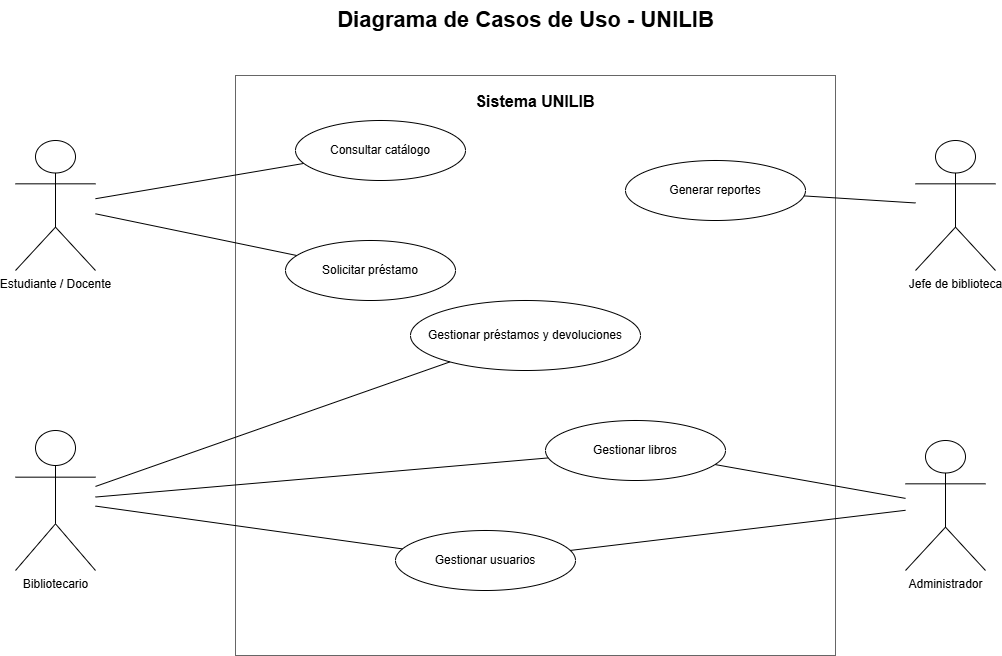 Diagrama de Casos de Uso - UNILIB
Sistema UNILIB
Consultar catálogo
Generar reportes
Solicitar préstamo
Estudiante / Docente
Jefe de biblioteca
Gestionar préstamos y devoluciones
Gestionar libros
Gestionar usuarios
Bibliotecario
Administrador